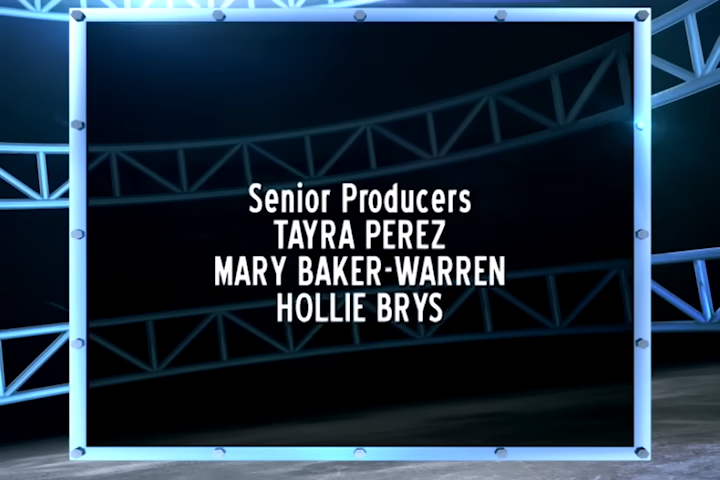 Senior Producers
TAYRA PEREZ
MARY BAKER-WARREN
HOLLIE BRYS